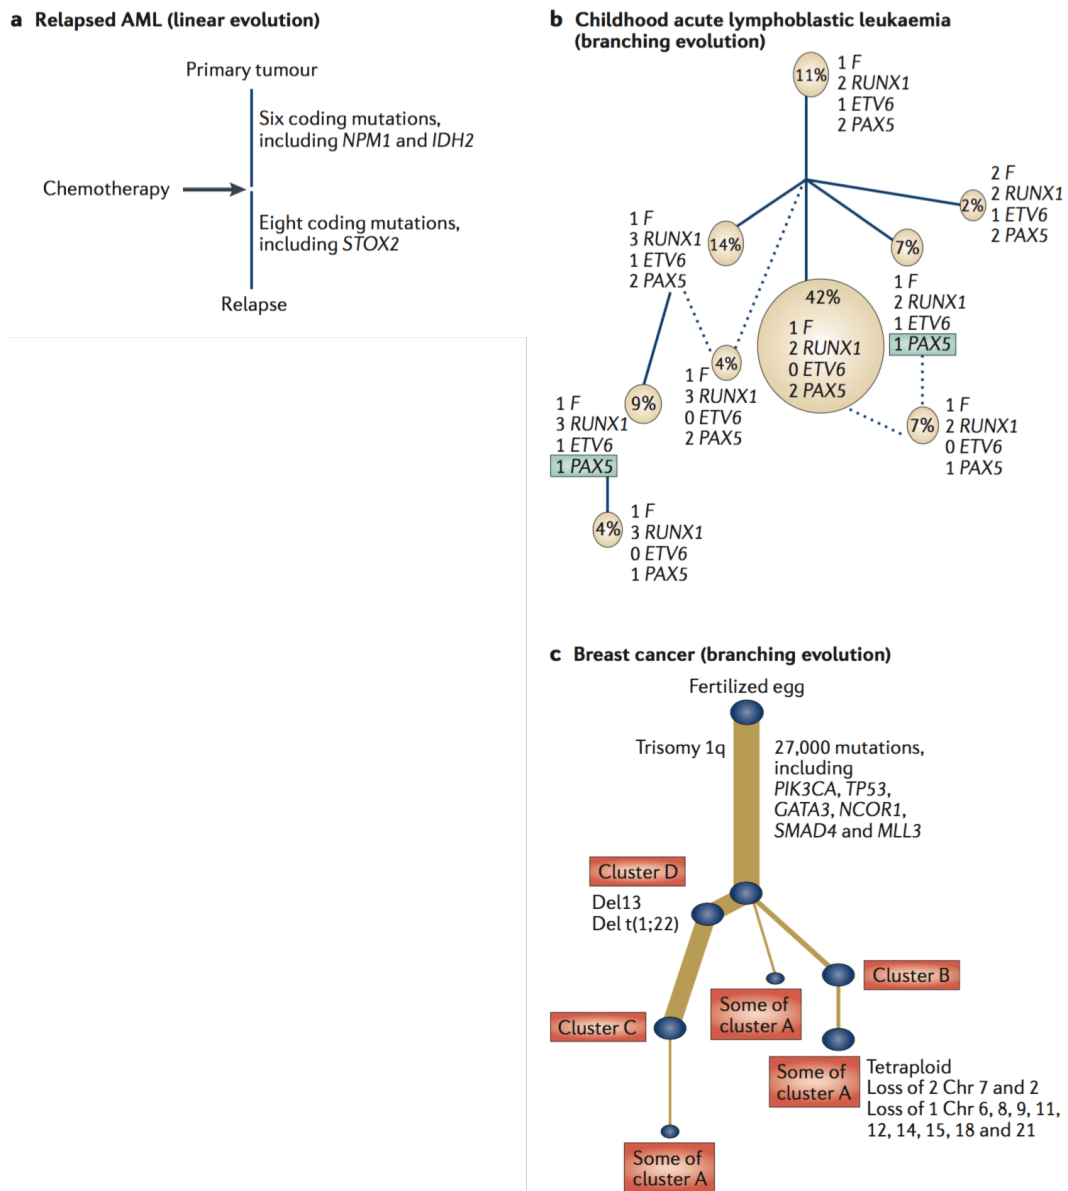 a Relapsed AML (linear evolution)
Primary tumour
Six coding mutations,
including NPM1 and IDH2
Chemotherapy
Eight coding mutations,
including STOX2
Relapse
b Childhood acute lymphoblastic leukaemia
(branching evolution)
11%
1 F
2 RUNX1
1 ETV6
2 PAX5
2%
2 F
2 RUNX1
1 ETV6
2 PAX5
1 F
3 RUNX1
1 ETV6
2 PAX5
14%
7%
1 F
2 RUNX1
1 ETV6
1 PAX5
42%
1 F
2 RUNX1
0 ETV6
2 PAX5
4%
1 F
3 RUNX1
0 ETV6
2 PAX5
9%
1 F
3 RUNX1
1 ETV6
1 PAX5
7%
1 F
2 RUNX1
0 ETV6
1 PAX5
4%
1 F
3 RUNX1
0 ETV6
1 PAX5
c Breast cancer (branching evolution)
Fertilized egg
Trisomy 1q
27,000 mutations,
including
PIK3CA, TP53,
GATA3, NCOR1,
SMAD4 and MLL3
Cluster D
Del13
Del t(1;22)
Cluster B
Some of
cluster A
Cluster C
Some of
cluster A
Tetraploid
Loss of 2 Chr 7 and 2
Loss of 1 Chr 6, 8, 9, 11,
12, 14, 15, 18 and 21
Some of
cluster A